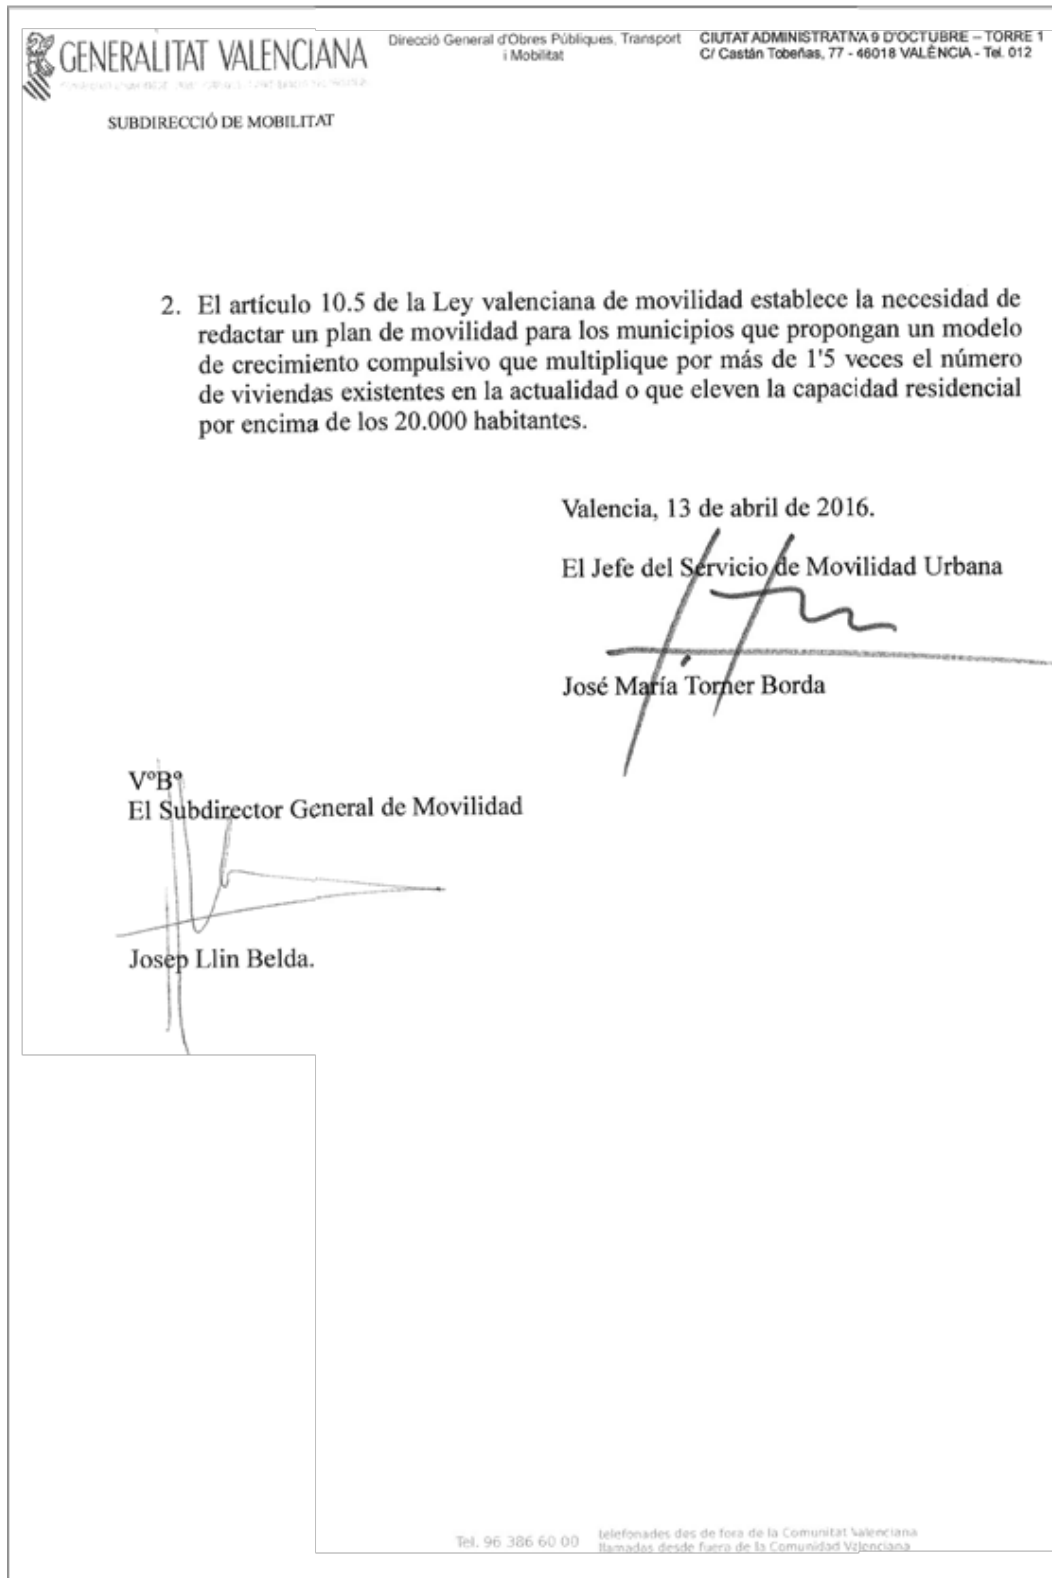 GENERALITAT VALENCIANA
Direcció General d'Obres Públiques, Transport
i Mobilitat
CIUTAT ADMINISTRATIVA 9 D'OCTUBRE – TORRE 1
C/ Castán Tobeñas, 77 - 46018 VALÈNCIA - Tel. 012
SUBDIRECCIÓ DE MOBILITAT
2. El artículo 10.5 de la Ley valenciana de movilidad establece la necesidad de
redactar un plan de movilidad para los municipios que propongan un modelo
de crecimiento compulsivo que multiplique por más de 1'5 veces el número
de viviendas existentes en la actualidad o que eleven la capacidad residencial
por encima de los 20.000 habitantes.
Valencia, 13 de abril de 2016.
El Jefe del Servicio de Movilidad Urbana
José María Torner Borda
VºBº
El Subdirector General de Movilidad
Josep Llin Belda.
Tel. 96 386 60 00
telefonades des de fora de la Comunitat Valenciana
llamadas desde fuera de la Comunidad Valenciana